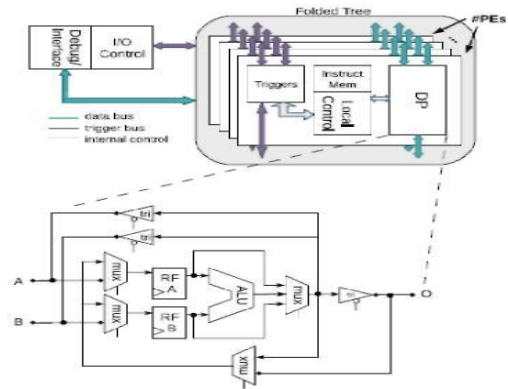 Folded Tree
#PEs
Debug/
Interface
I/O
Control
Triggers
Instruct
Mem
Local
Control
DP
data bus
trigger bus
internal control
tri
tri
A
B
mux
mux
RF
A
RF
B
ALU
mux
tri
O
mux